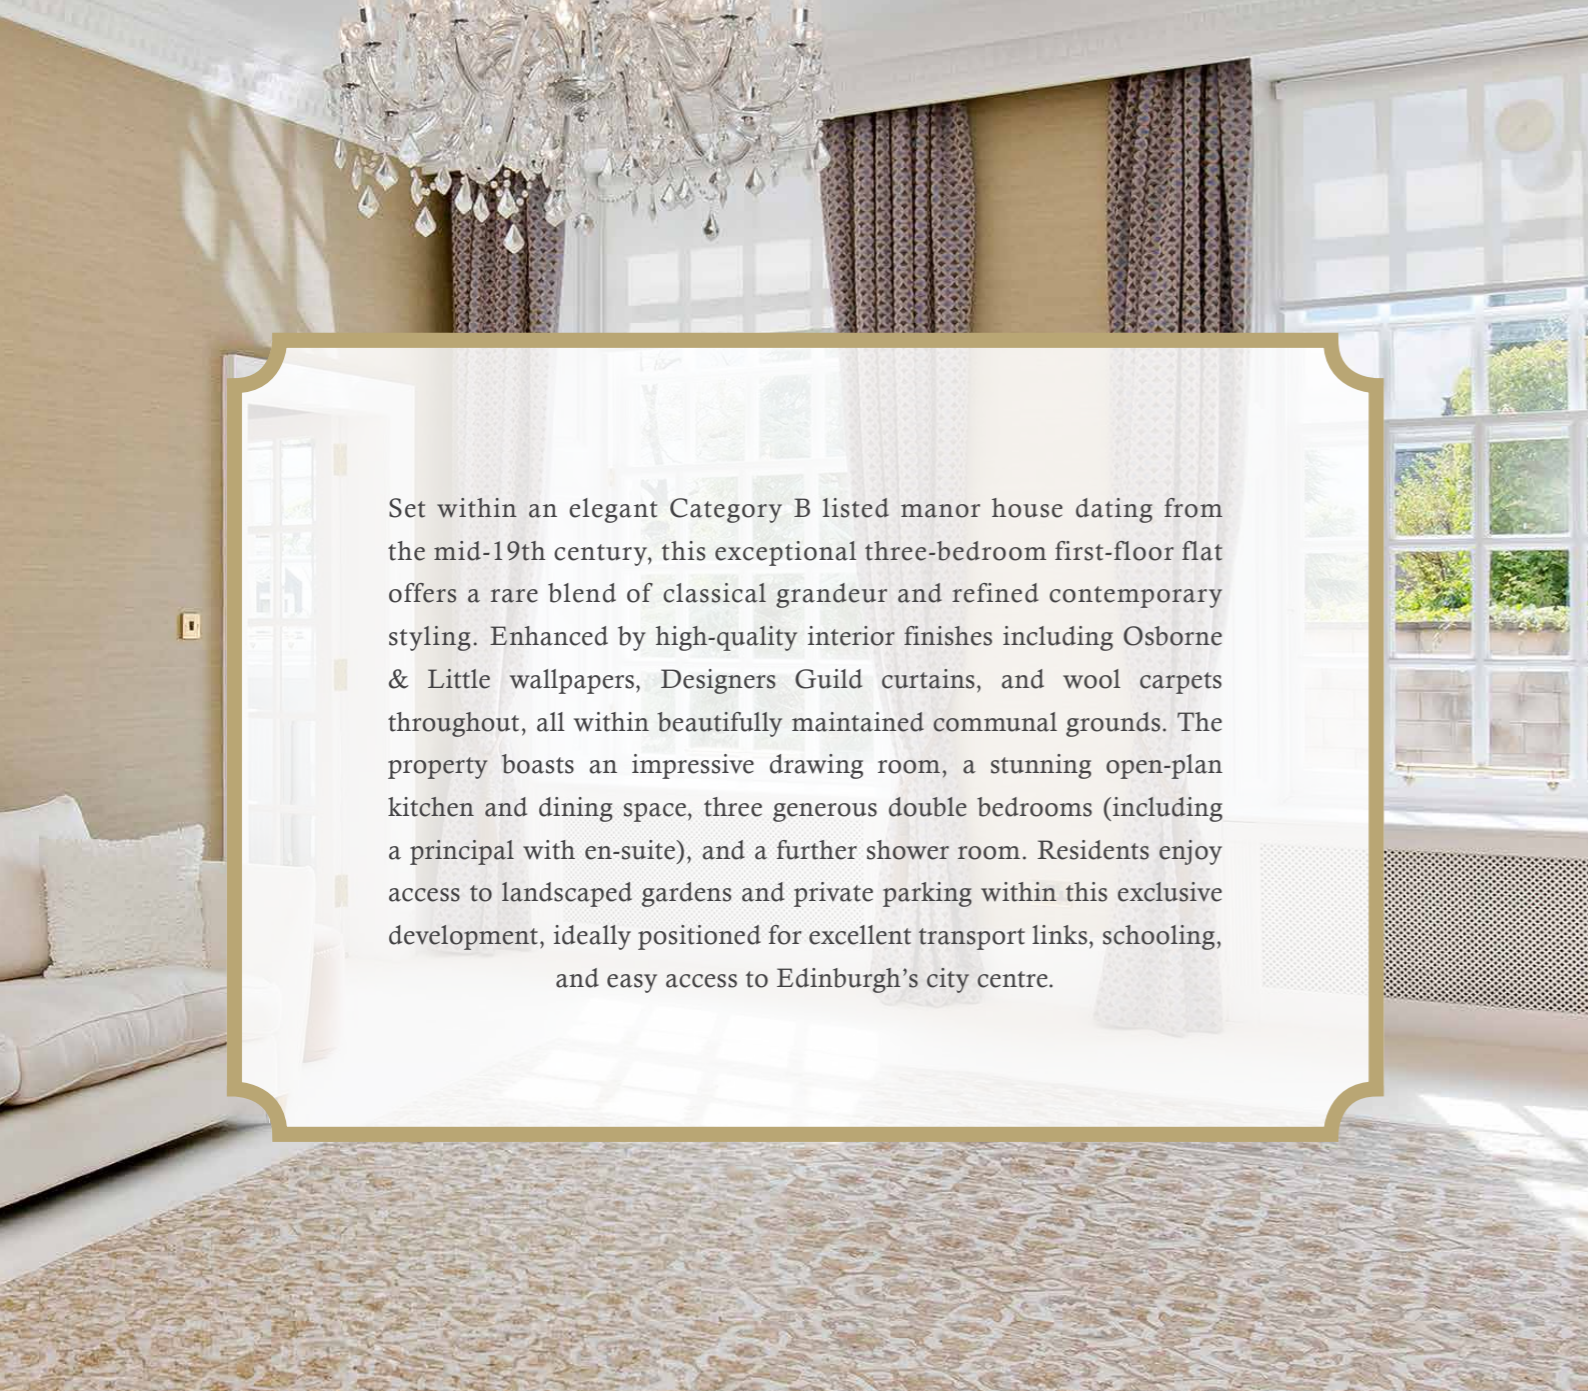 Set within an elegant Category B listed manor house dating from
the mid-19th century, this exceptional three-bedroom first-floor flat
offers a rare blend of classical grandeur and refined contemporary
styling. Enhanced by high-quality interior finishes including Osborne
& Little wallpapers, Designers Guild curtains, and wool carpets
throughout, all within beautifully maintained communal grounds. The
property boasts an impressive drawing room, a stunning open-plan
kitchen and dining space, three generous double bedrooms (including
a principal with en-suite), and a further shower room. Residents enjoy
access to landscaped gardens and private parking within this exclusive
development, ideally positioned for excellent transport links, schooling,
and easy access to Edinburgh’s city centre.